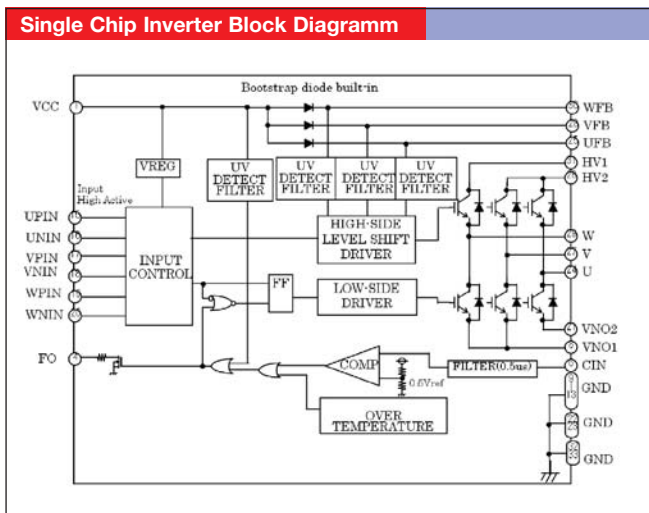 Single Chip Inverter Block Diagramm
Bootstrap diode built-in
VCC
WFB
VFB
UFB
HV1
HV2
VREG
UV DETECT FILTER
UV DETECT FILTER
UV DETECT FILTER
UV DETECT FILTER
Input
High Active
UPIN
UNIN
VPIN
VNIN
WPIN
WNIN
INPUT
CONTROL
HIGH-SIDE
LEVEL SHIFT
DRIVER
W
V
U
FF
LOW-SIDE
DRIVER
VNO2
VNO1
FO
COMP
0.5Vref
FILTER(0.5us)
CIN
GND
OVER
TEMPERATURE
GND
GND